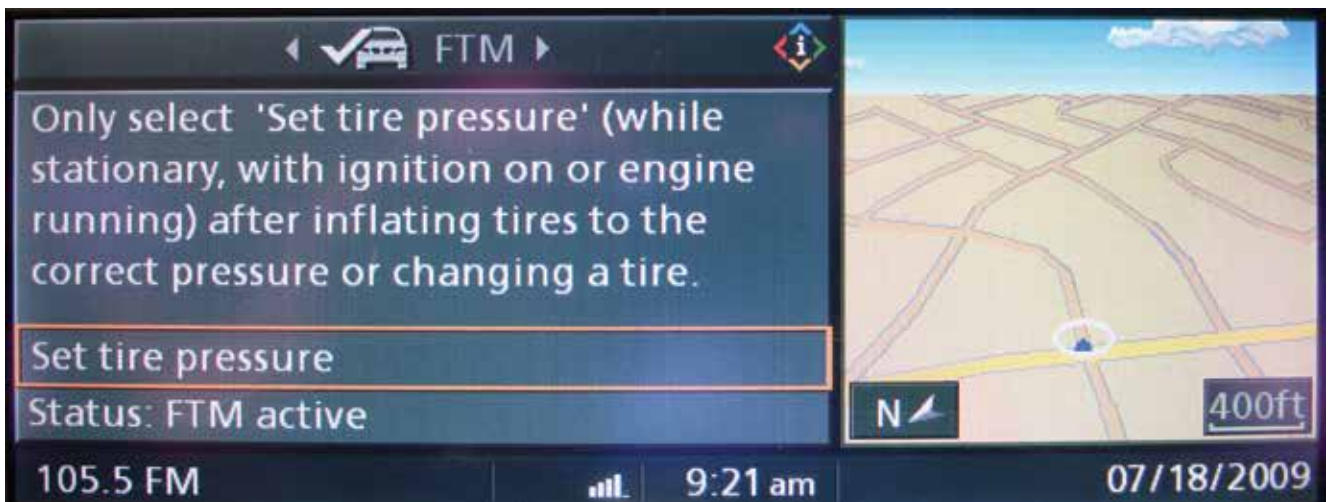 FTM
Only select 'Set tire pressure' (while
stationary, with ignition on or engine
running) after inflating tires to the
correct pressure or changing a tire.
Set tire pressure
Status: FTM active
N
400ft
105.5 FM
9:21 am
07/18/2009